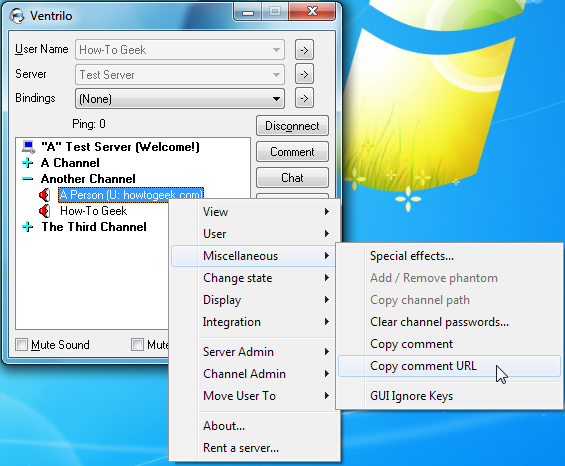 Ventrilo
User Name How-To Geek ->
Server Test Server ->
Bindings (None) ->
Ping: 0
Disconnect
"A" Test Server (Welcome!)
Comment
A Channel
Another Channel
Chat
A Person (U: howtogeek.com)
How-To Geek
The Third Channel
Mute Sound
Mute
View
User
Miscellaneous
Change state
Display
Integration
Server Admin
Channel Admin
Move User To
About...
Rent a server...
Special effects...
Add / Remove phantom
Copy channel path
Clear channel passwords...
Copy comment
Copy comment URL
GUI Ignore Keys